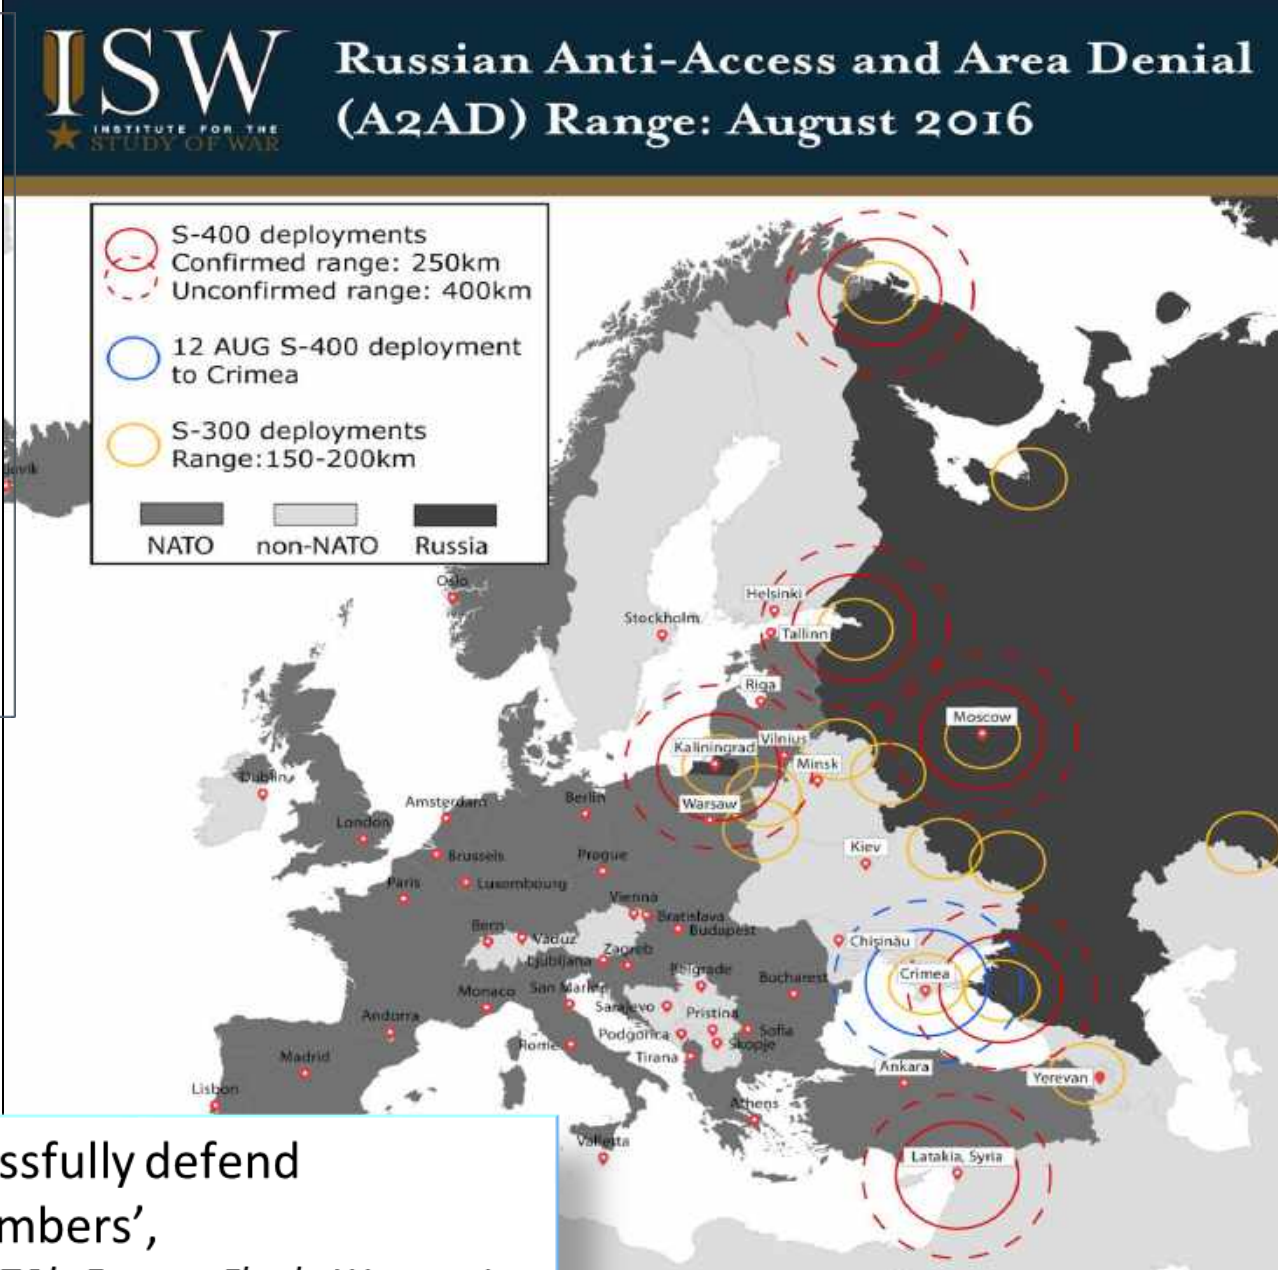 ISW
INSTITUTE FOR THE
STUDY OF WAR
Russian Anti-Access and Area Denial
(A2AD) Range: August 2016
S-400 deployments
Confirmed range: 250km
Unconfirmed range: 400km
12 AUG S-400 deployment
to Crimea
S-300 deployments
Range:150-200km
NATO
non-NATO
Russia
Oslo
Helsinki
Stockholm
Tallinn
Riga
Moscow
Kaliningrad
Vilnius
Minsk
Dublin
Amsterdam
Berlin
Warsaw
London
Kiev
Brussels
Prague
Paris
Luxembourg
Vienna
Bratislava
Bern
Vaduz
Budapest
Chişinău
Ljubljana
Zagreb
Belgrade
Crimea
Bucharest
Monaco
San Marino
Sarajevo
Pristina
Andorra
Podgorica
Sofia
Rome
Skopje
Madrid
Tirana
Ankara
Yerevan
Lisbon
Athens
Valletta
Latakia, Syria
ssfully defend
mbers’,